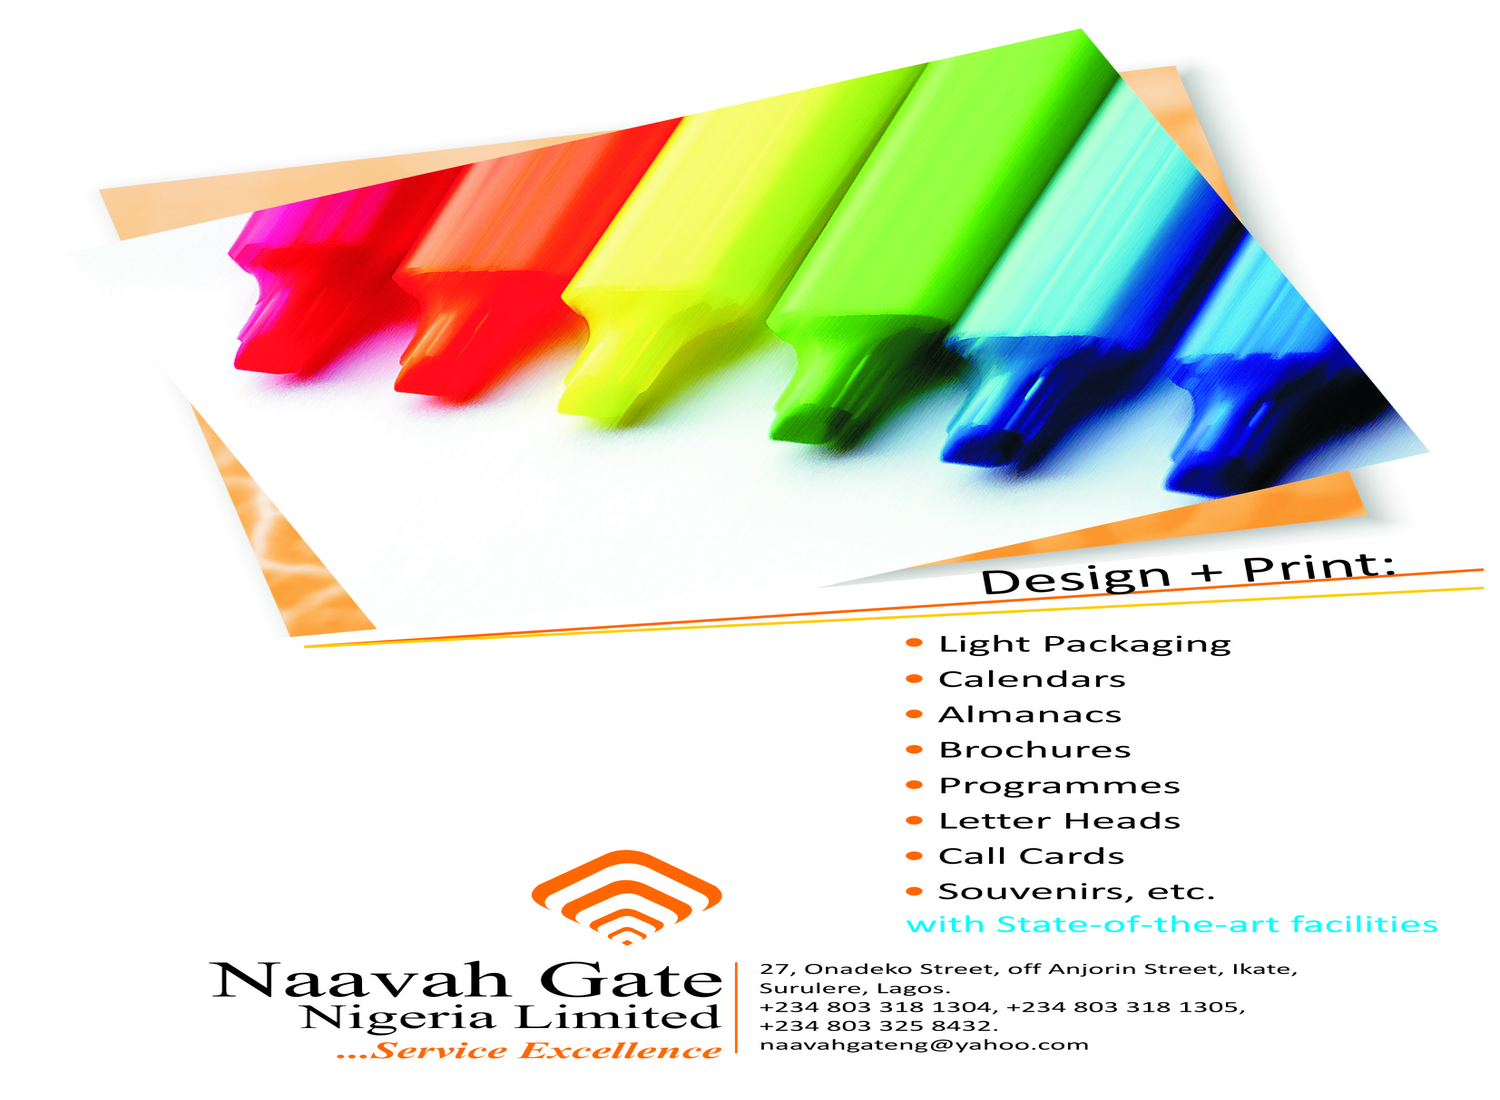 Design + Print:
• Light Packaging
• Calendars
• Almanacs
• Brochures
• Programmes
• Letter Heads
• Call Cards
• Souvenirs, etc.
with State-of-the-art facilities
Naavah Gate
Nigeria Limited
...Service Excellence
27, Onadeko Street, off Anjorin Street, Ikate,
Surulere, Lagos.
+234 803 318 1304, +234 803 318 1305,
+234 803 325 8432.
naavahgateng@yahoo.com